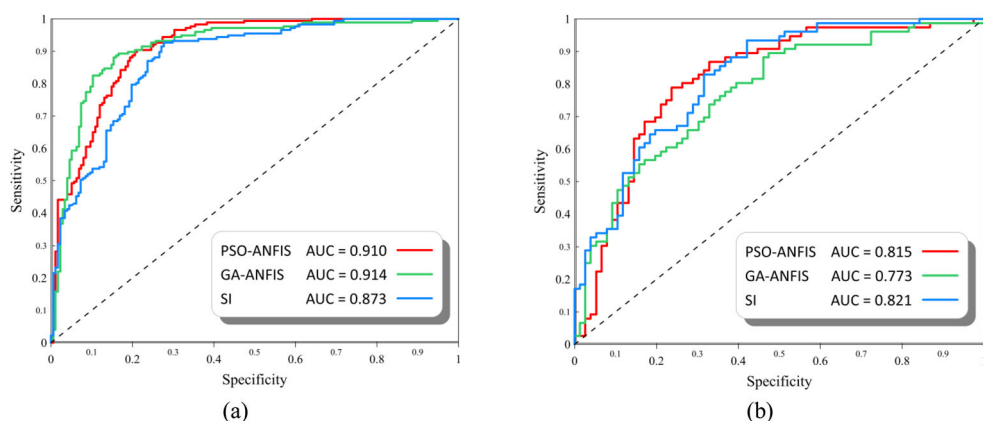 1
0.9
0.8
0.7
0.6
0.5
0.4
0.3
0.2
0.1
0
Sensitivity
PSO-ANFIS AUC = 0.910
GA-ANFIS AUC = 0.914
SI AUC = 0.873
0 0.1 0.2 0.3 0.4 0.5 0.6 0.7 0.8 0.9 1
Specificity
(a)
1
0.9
0.8
0.7
0.6
0.5
0.4
0.3
0.2
0.1
0
Sensitivity
PSO-ANFIS AUC = 0.815
GA-ANFIS AUC = 0.773
SI AUC = 0.821
0 0.1 0.2 0.3 0.4 0.5 0.6 0.7 0.8 0.9 1
Specificity
(b)